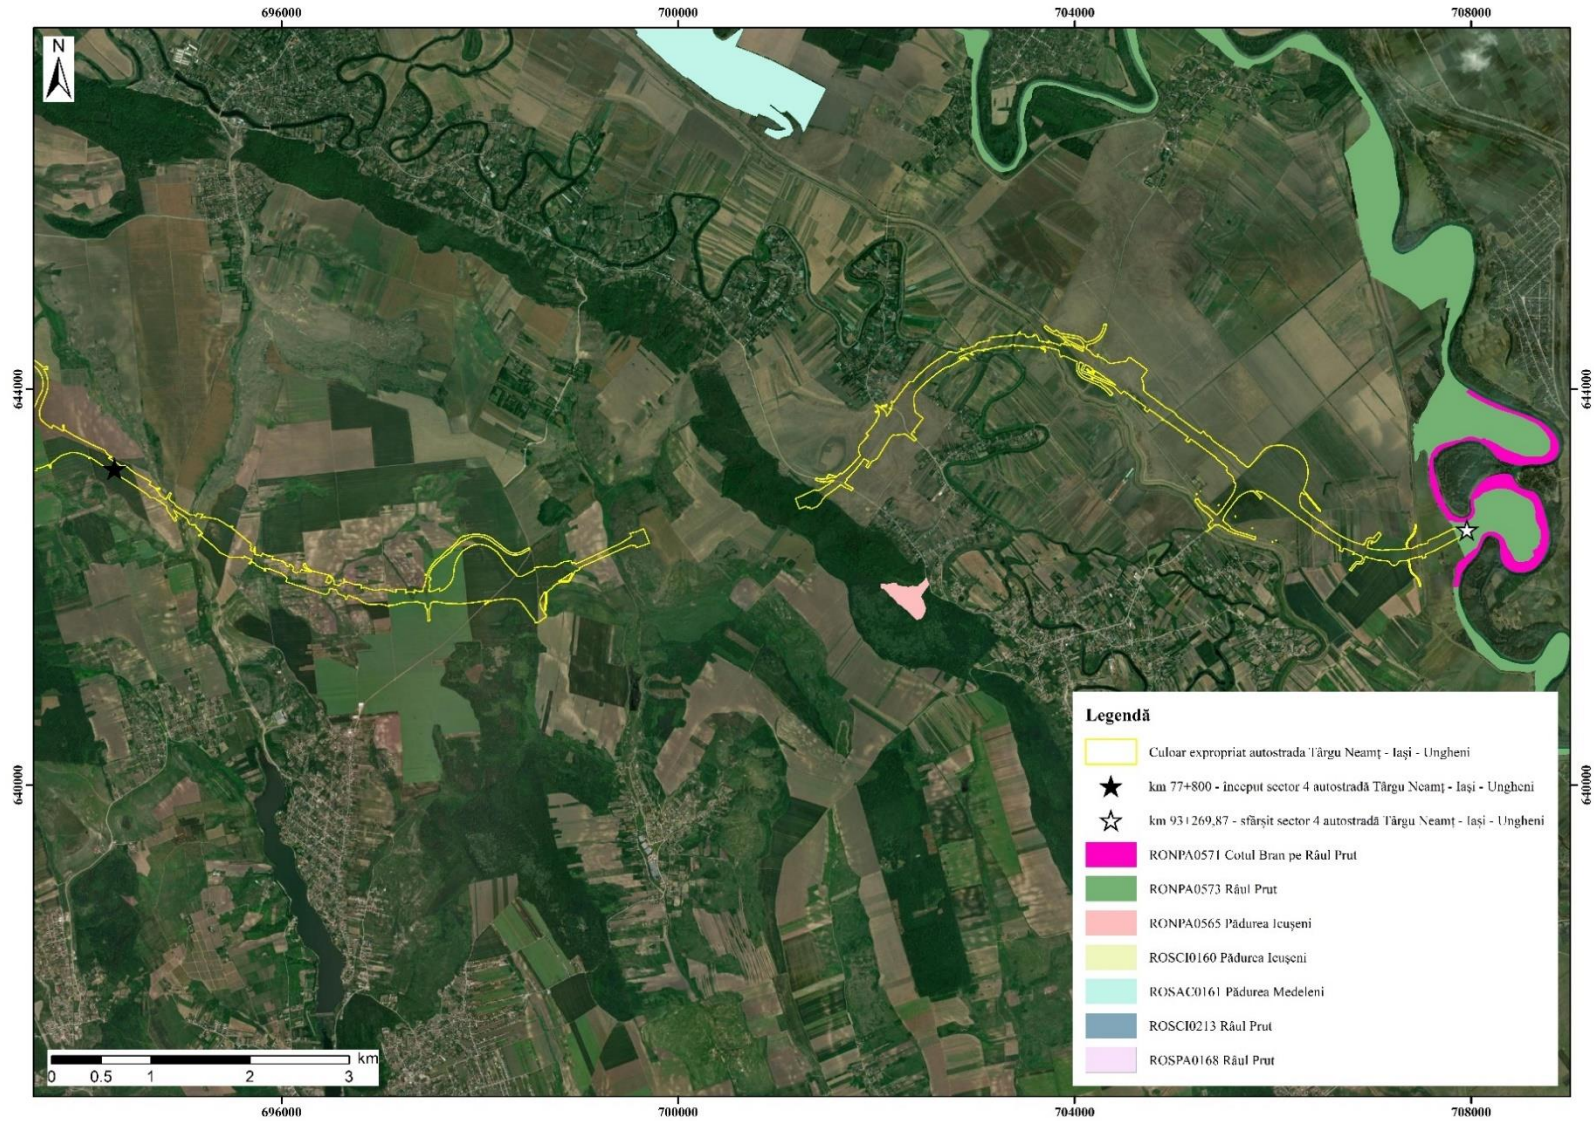 696000 700000 704000 708000
N
644000 644000
640000 640000
Legendă
Culoar expropriat autostrada Târgu Neamț - Iași - Ungheni
km 77+800 - început sector 4 autostradă Târgu Neamț - Iași - Ungheni
km 93+269,87 - sfârșit sector 4 autostradă Târgu Neamț - Iași - Ungheni
RONPA0571 Cotul Bran pe Râul Prut
RONPA0573 Râul Prut
RONPA0565 Pădurea Icușeni
ROSCI0160 Pădurea Icușeni
ROSAC0161 Pădurea Medeleni
ROSCI0213 Râul Prut
ROSPA0168 Râul Prut
km
0 0.5 1 2 3
696000 700000 704000 708000